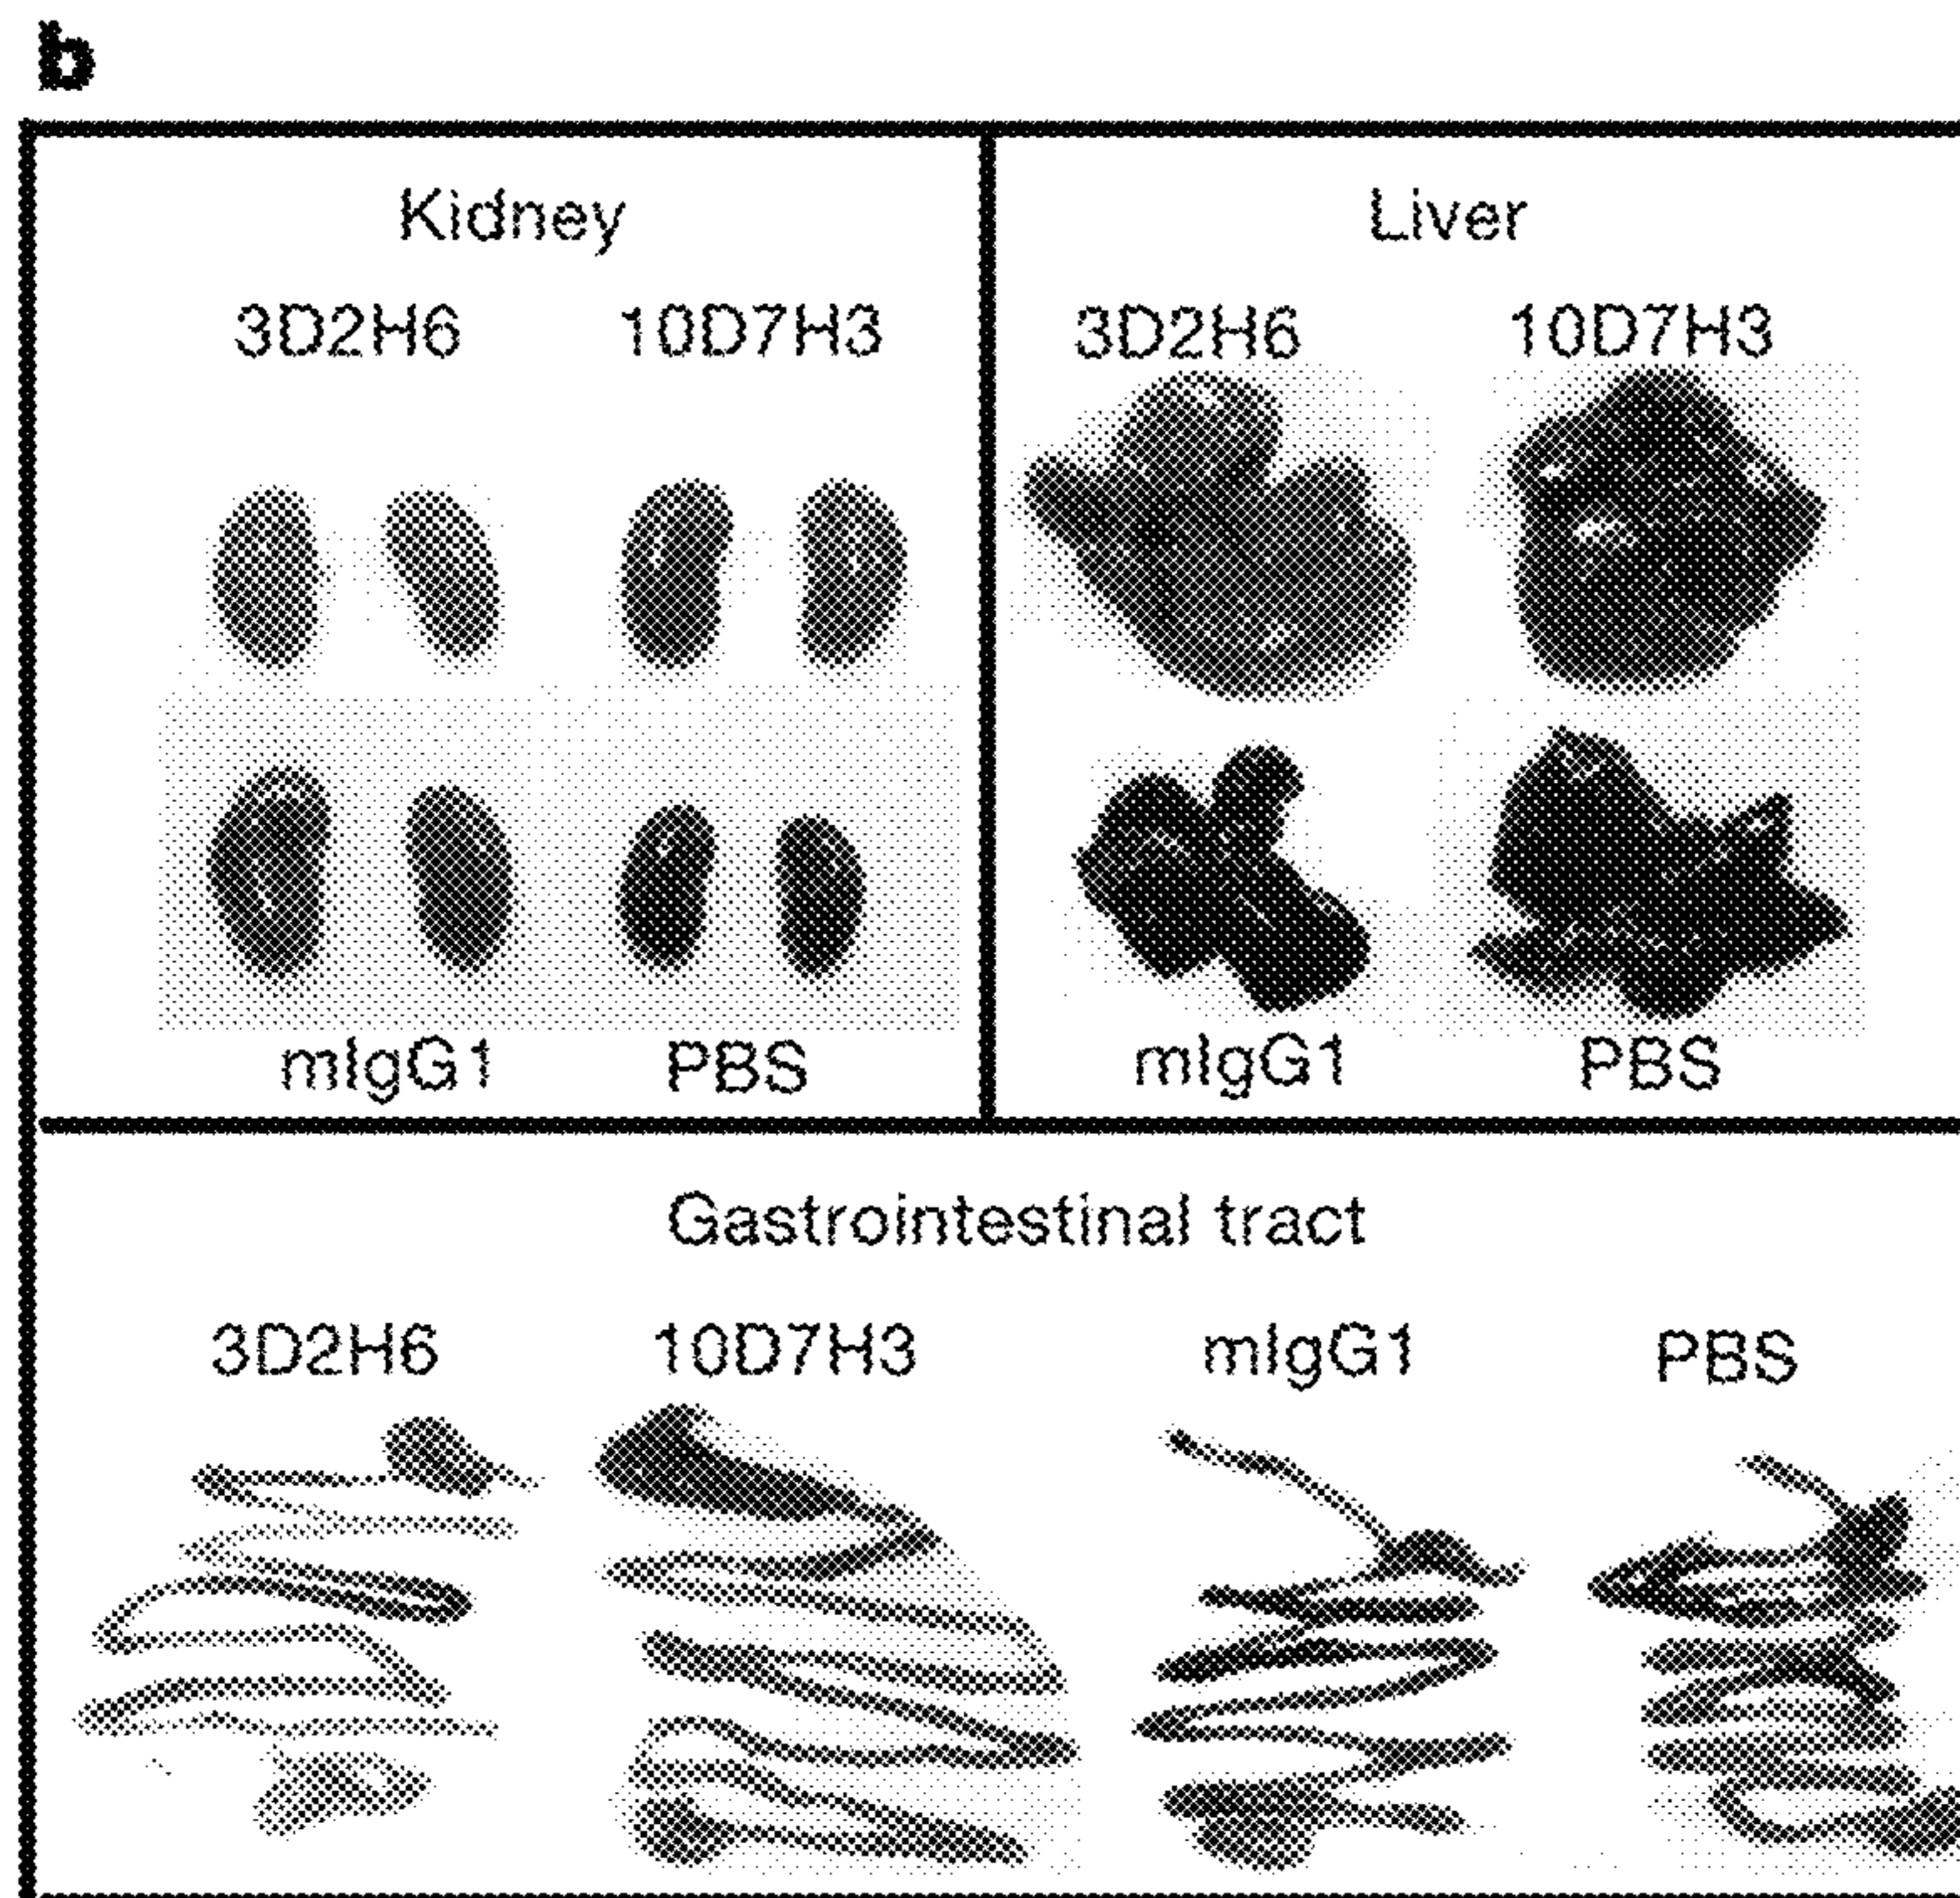 b
Kidney
3D2H6 10D7H3
mIgG1 PBS
Liver
3D2H6 10D7H3
mIgG1 PBS
Gastrointestinal tract
3D2H6 10D7H3 mIgG1 PBS